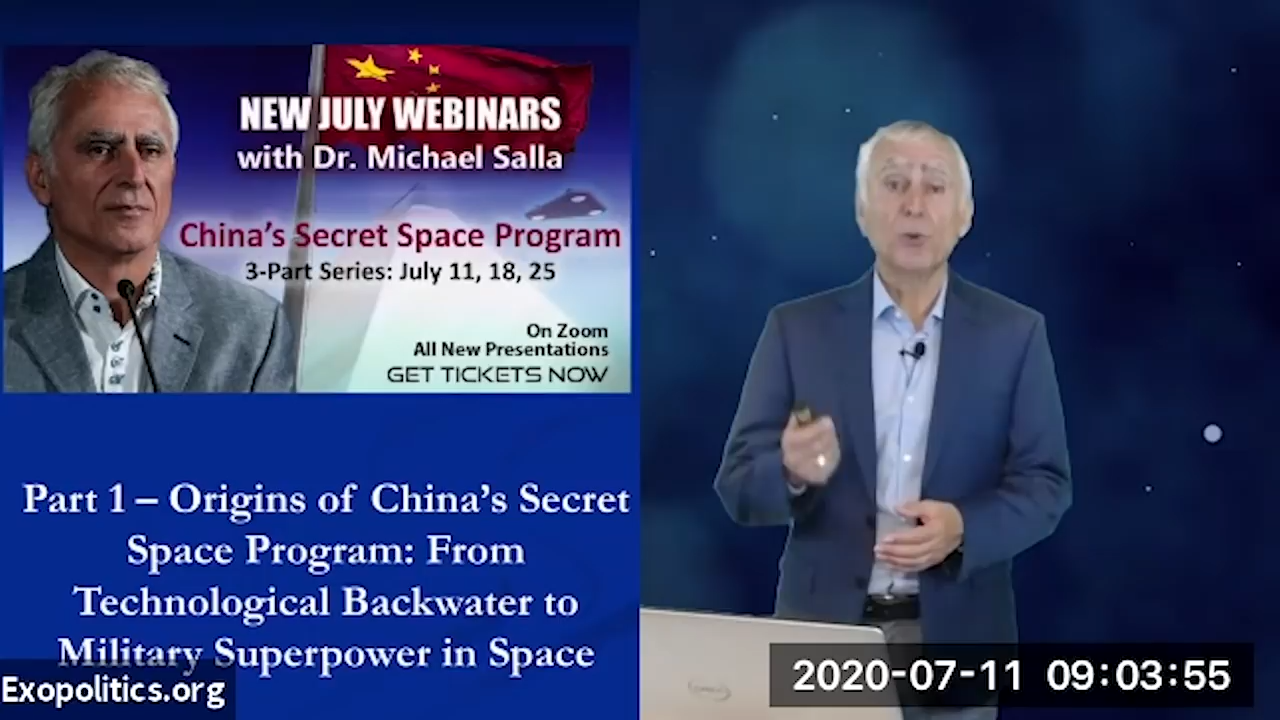 NEW JULY WEBINARS
with Dr. Michael Salla
China's Secret Space Program
3-Part Series: July 11, 18, 25
On Zoom
All New Presentations
GET TICKETS NOW
Part 1 – Origins of China's Secret
Space Program: From
Technological Backwater to
Military Superpower in Space
Exopolitics.org
2020-07-11 09:03:55